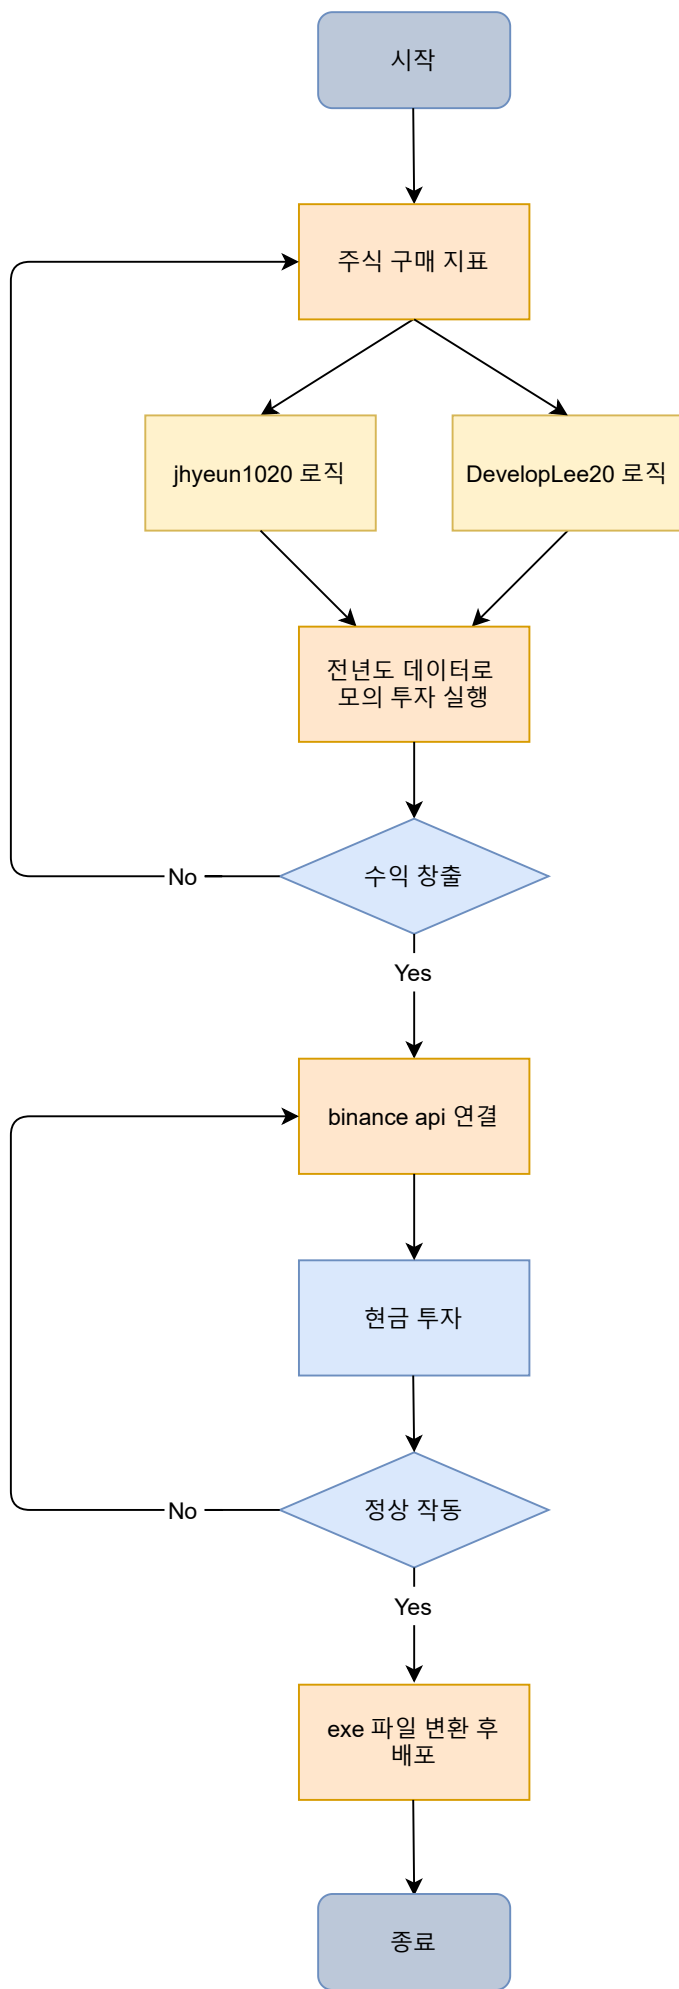 시작
주식 구매 지표
jhyeun1020 로직
DevelopLee20 로직
전년도 데이터로
모의 투자 실행
수익 창출
No
Yes
binance api 연결
현금 투자
정상 작동
No
Yes
exe 파일 변환 후
배포
종료